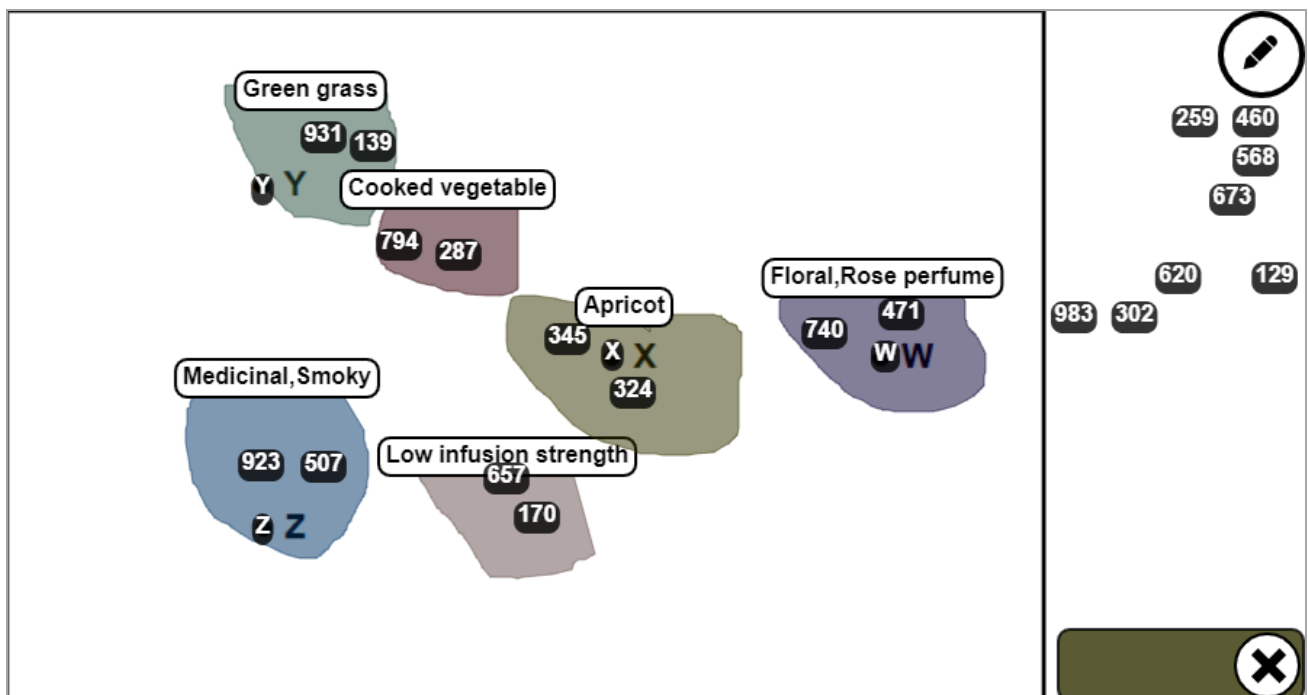 Green grass
931 139
Y Y
Cooked vegetable
794 287
Floral,Rose perfume
471
740
W W
Apricot
345
X X
324
Medicinal,Smoky
923 507
Z Z
Low infusion strength
657
170
259 460
568
673
620 129
983 302